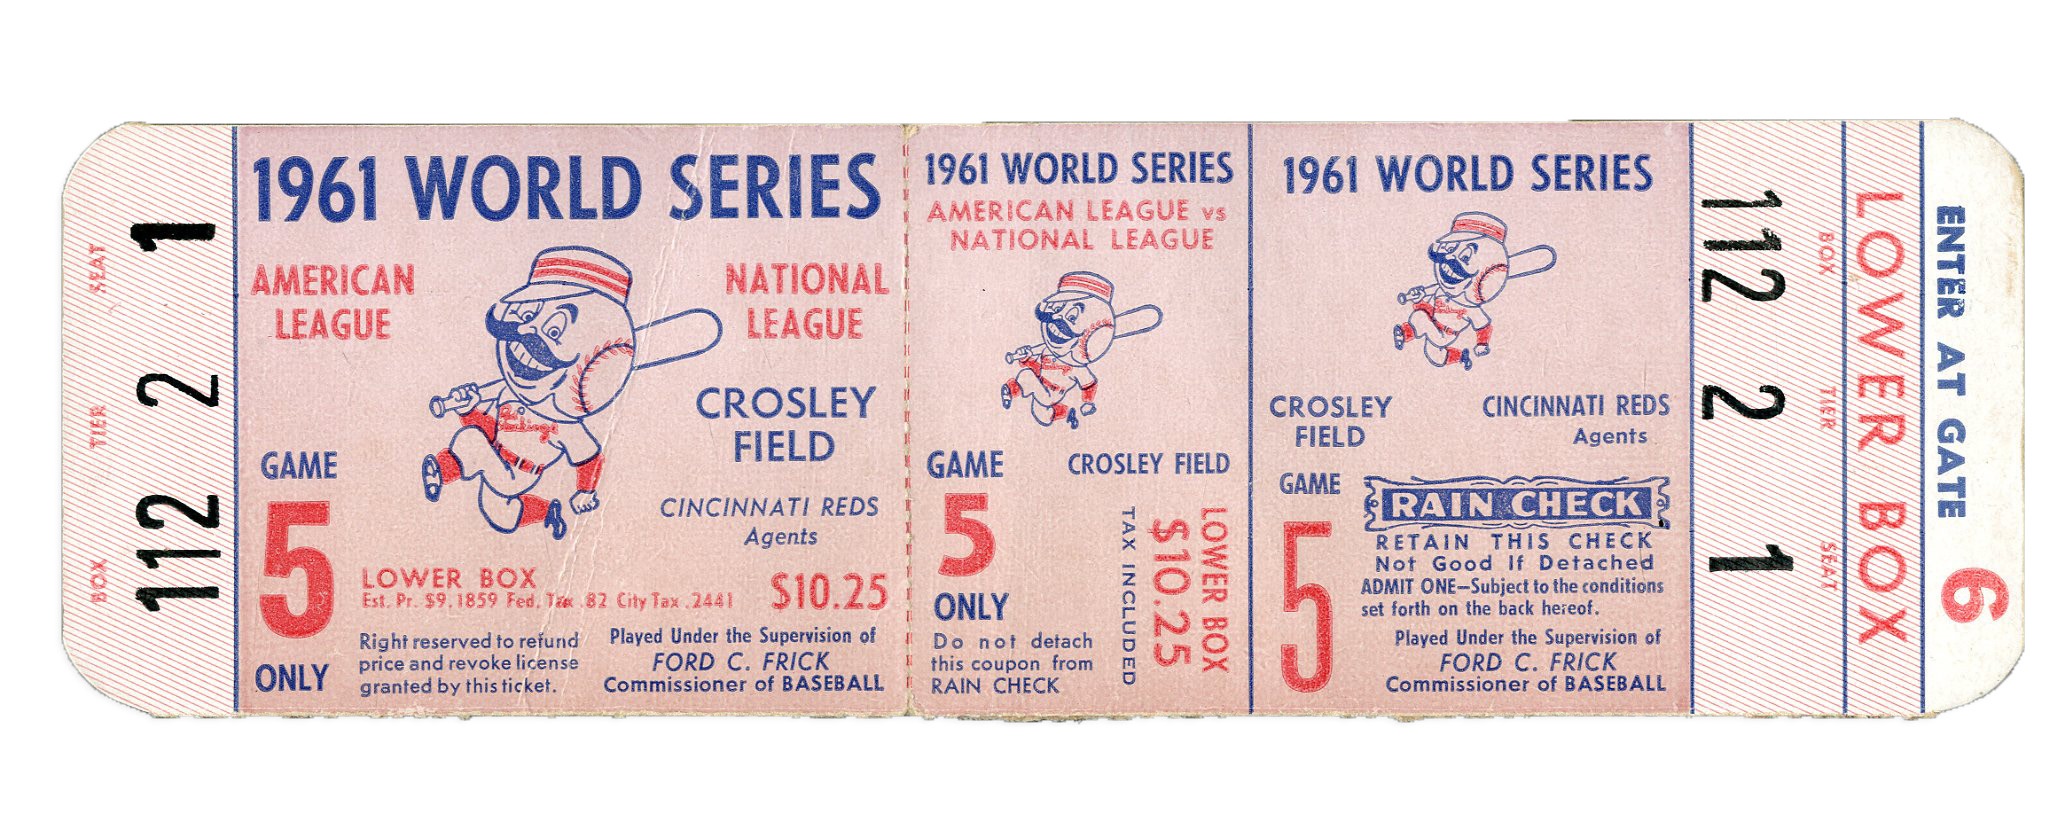 SEAT 1
TIER 2
BOX 112
1961 WORLD SERIES
AMERICAN
LEAGUE
NATIONAL
LEAGUE
CROSLEY
FIELD
CINCINNATI REDS
Agents
GAME
5
ONLY
LOWER BOX
Est. Pr. $9.1859 Fed. Tax .82 City Tax .2441
$10.25
Right reserved to refund
price and revoke license
granted by this ticket.
Played Under the Supervision of
FORD C. FRICK
Commissioner of BASEBALL
1961 WORLD SERIES
AMERICAN LEAGUE vs
NATIONAL LEAGUE
GAME
5
ONLY
CROSLEY FIELD
Do not detach
this coupon from
RAIN CHECK
LOWER BOX
$10.25
TAX INCLUDED
1961 WORLD SERIES
CROSLEY
FIELD
CINCINNATI REDS
Agents
GAME
5
RAIN CHECK
RETAIN THIS CHECK
Not Good If Detached
ADMIT ONE—Subject to the conditions
set forth on the back hereof.
Played Under the Supervision of
FORD C. FRICK
Commissioner of BASEBALL
BOX 112
TIER 2
SEAT 1
LOWER BOX
ENTER AT GATE 6